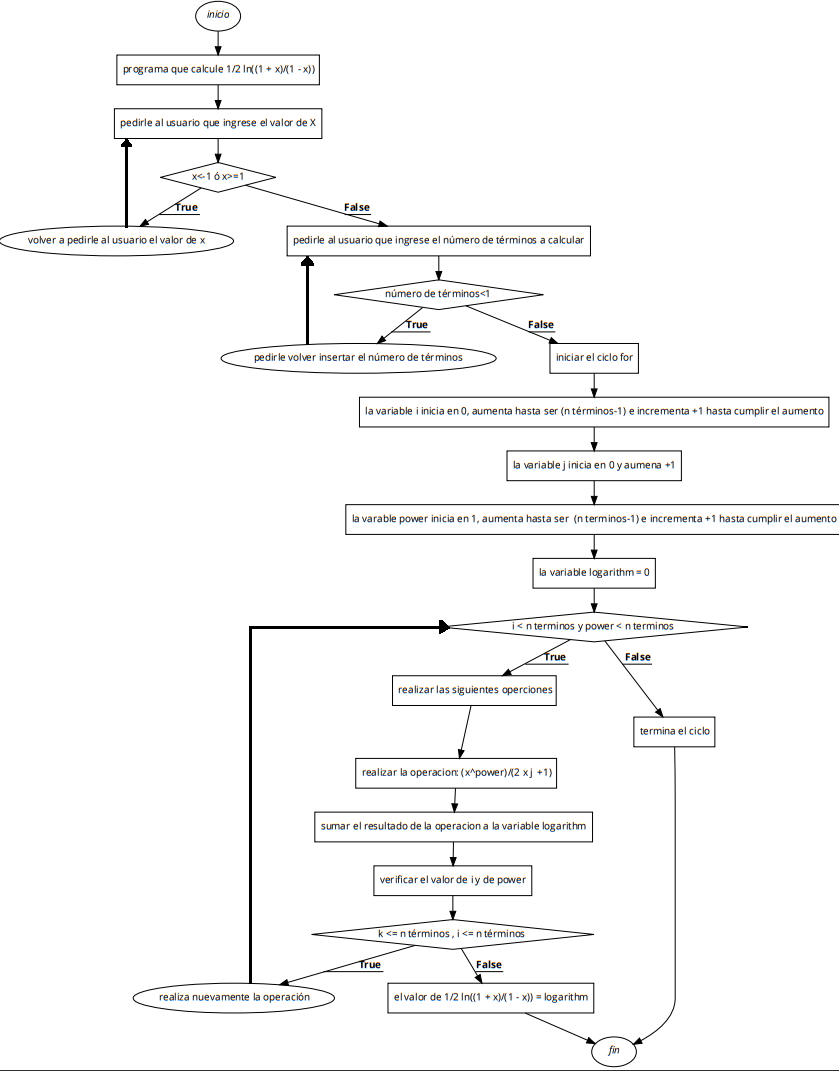 inicio
programa que calcule 1/2 ln((1 + x)/(1 - x))
pedirle al usuario que ingrese el valor de X
x<-1 ó x>=1
True
False
volver a pedirle al usuario el valor de x
pedirle al usuario que ingrese el número de términos a calcular
número de términos<1
True
False
pedirle volver insertar el número de términos
iniciar el ciclo for
la variable i inicia en 0, aumenta hasta ser (n términos-1) e incrementa +1 hasta cumplir el aumento
la variable j inicia en 0 y aumena +1
la varable power inicia en 1, aumenta hasta ser (n terminos-1) e incrementa +1 hasta cumplir el aumento
la variable logarithm = 0
i < n terminos y power < n terminos
True
False
realizar las siguientes operciones
termina el ciclo
realizar la operacion: (x^power)/(2 x j +1)
sumar el resultado de la operacion a la variable logarithm
verificar el valor de i y de power
k <= n términos , i <= n términos
True
False
realiza nuevamente la operación
el valor de 1/2 ln((1 + x)/(1 - x)) = logarithm
fin